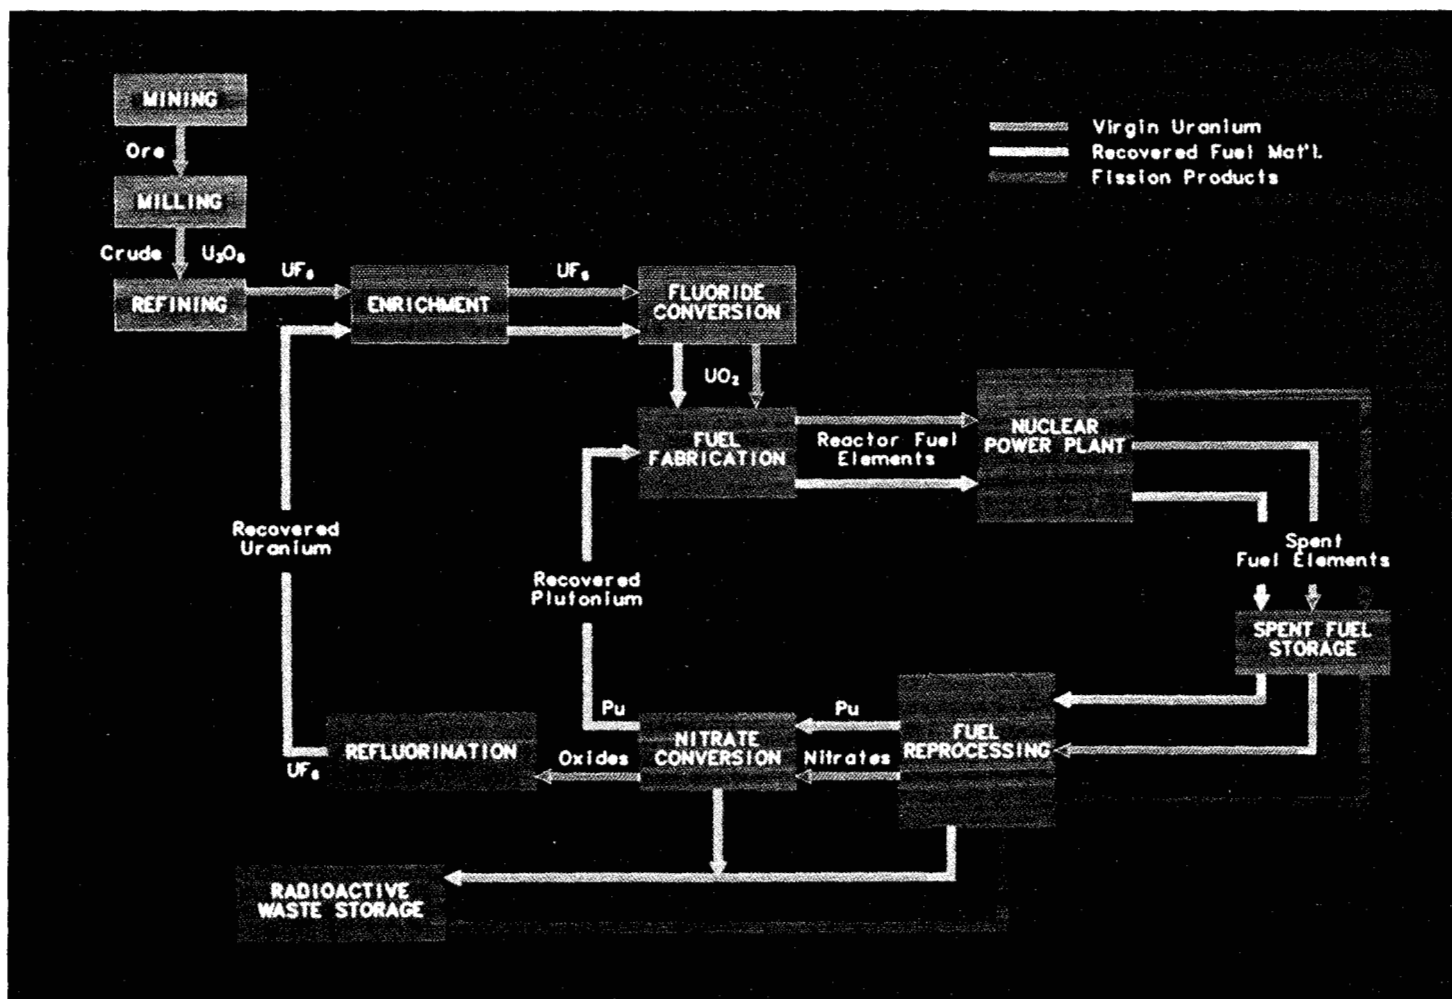 MINING
Ore
MILLING
Crude U₃O₈
REFINING
UF₆
ENRICHMENT
UF₆
FLUORIDE
CONVERSION
UO₂
FUEL
FABRICATION
Reactor Fuel
Elements
NUCLEAR
POWER PLANT
Virgin Uranium
Recovered Fuel Mat'l.
Fission Products
Spent
Fuel Elements
SPENT FUEL
STORAGE
Recovered
Uranium
Recovered
Plutonium
Pu
Pu
FUEL
REPROCESSING
NITRATE
CONVERSION
Nitrates
Oxides
REFLUORINATION
UF₆
RADIOACTIVE
WASTE STORAGE